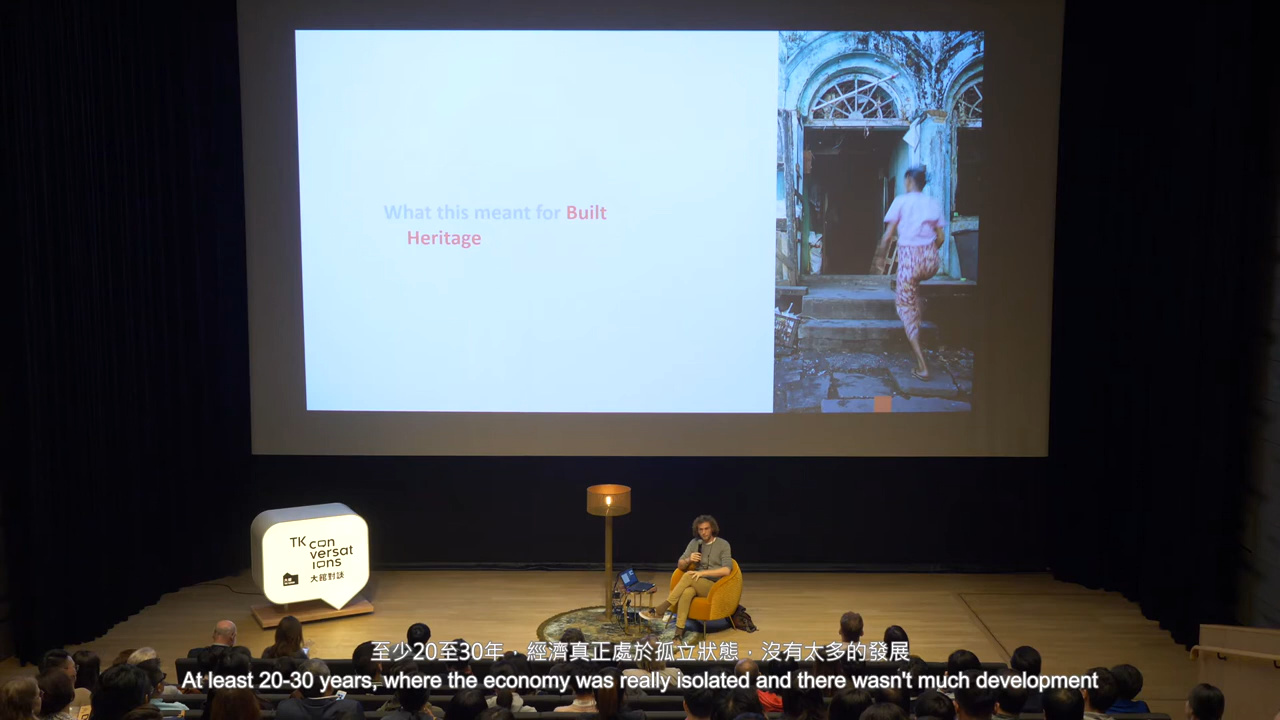 What this meant for Built
Heritage
TK con
versat
ions
大館對談
至少20至30年，經濟真正處於孤立狀態，沒有太多的發展
At least 20-30 years, where the economy was really isolated and there wasn't much development